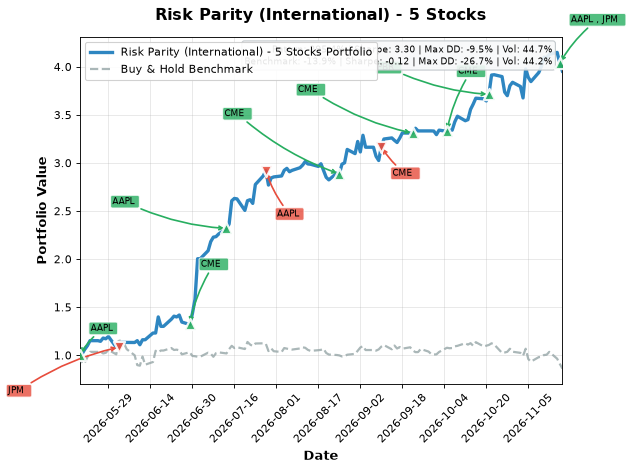 Risk Parity (International) - 5 Stocks
AAPL , JPM
Risk Parity (International) - 5 Stocks Portfolio
Buy & Hold Benchmark
3.30 | Max DD: -9.5% | Vol: 44.7%
Benchmark: -13.9% | Sharpe: -0.12 | Max DD: -26.7% | Vol: 44.2%
CME
CME
CME
CME
AAPL
AAPL
CME
AAPL
JPM
Portfolio Value
4.0
3.5
3.0
2.5
2.0
1.5
1.0
2026-05-29
2026-06-14
2026-06-30
2026-07-16
2026-08-01
2026-08-17
2026-09-02
2026-09-18
2026-10-04
2026-10-20
2026-11-05
Date